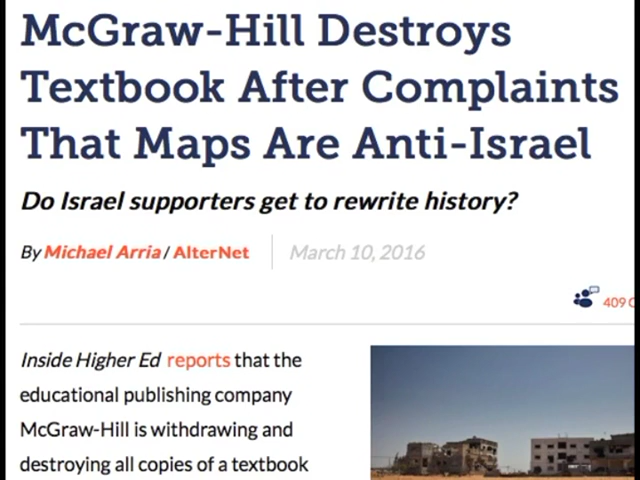 McGraw-Hill Destroys
Textbook After Complaints
That Maps Are Anti-Israel
Do Israel supporters get to rewrite history?
By Michael Arria / AlterNet
March 10, 2016
409
Inside Higher Ed reports that the
educational publishing company
McGraw-Hill is withdrawing and
destroying all copies of a textbook